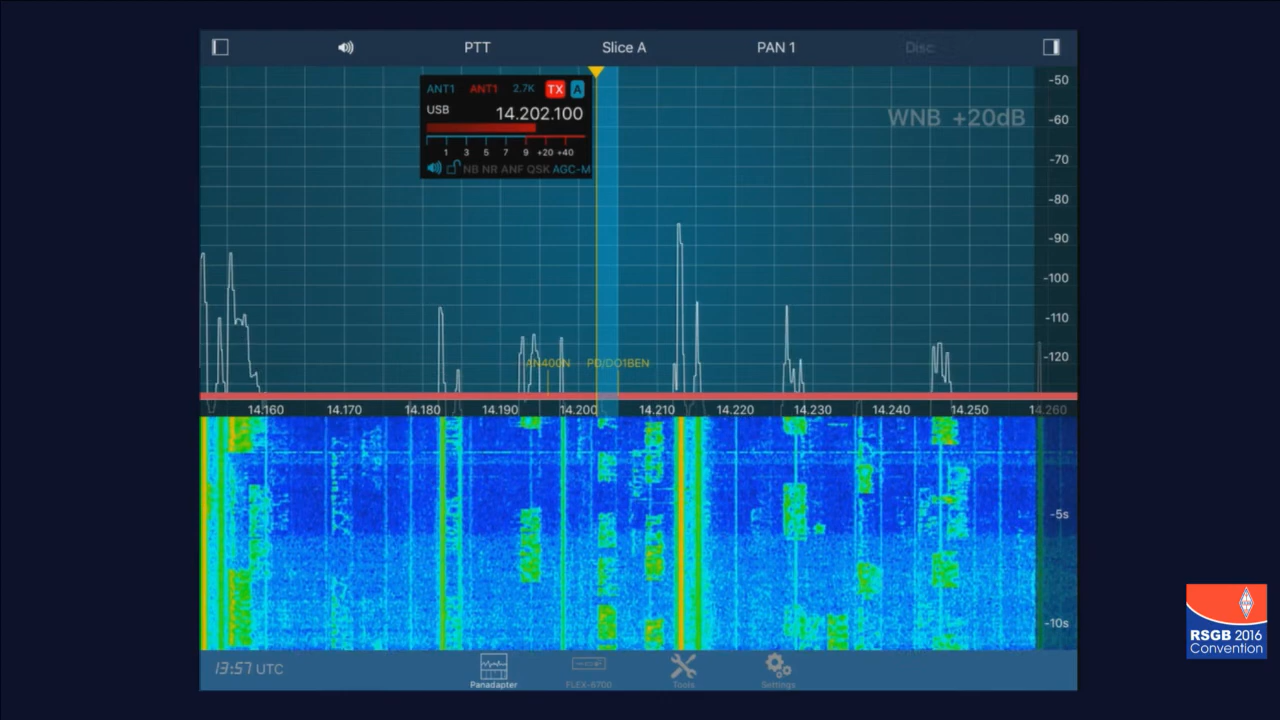 PTT Slice A PAN 1 Disc
ANT1 ANT1 2.7K TX A
USB 14.202.100
1 3 5 7 9 +20 +40
NB NR ANF QSK AGC-M
WNB +20dB
-50
-60
-70
-80
-90
-100
-110
-120
AN400N PD/DO1BEN
14.160 14.170 14.180 14.190 14.200 14.210 14.220 14.230 14.240 14.250 14.260
-5s
-10s
13:57 UTC
Panadapter FLEX-6700 Tools Settings
RSGB 2016
Convention